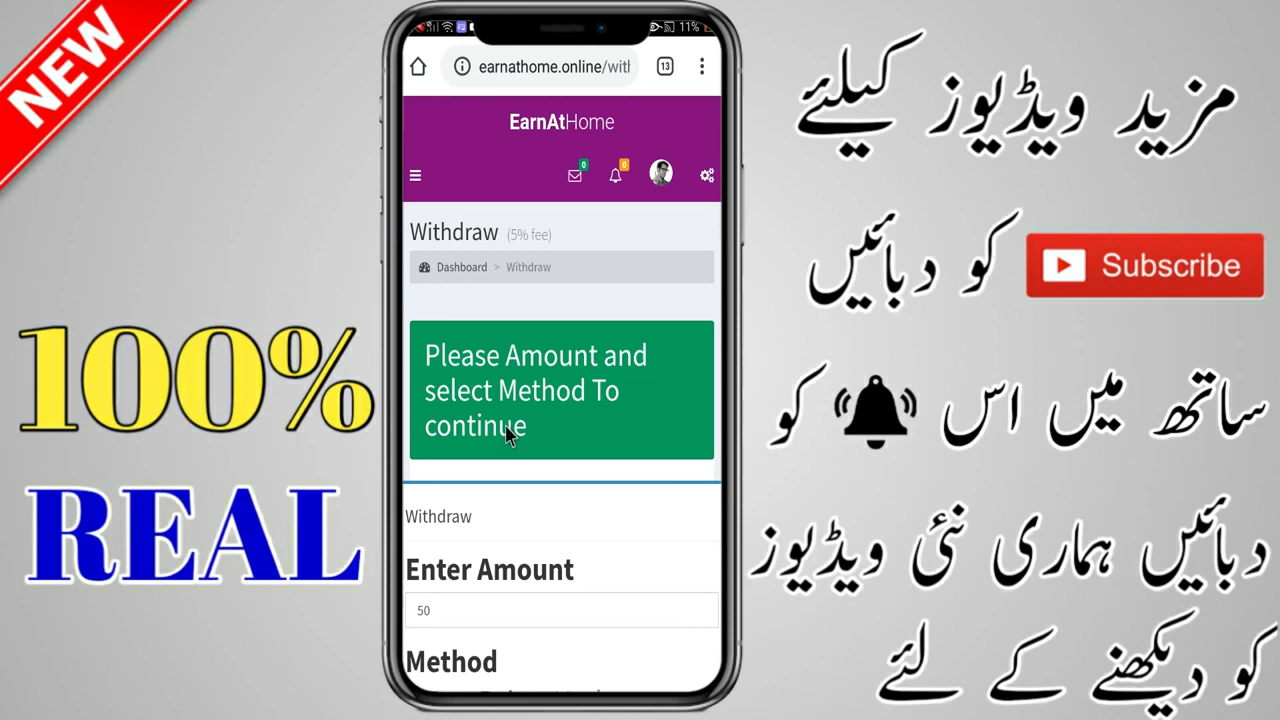 NEW
100%
REAL
11%
earnathome.online/with
13
EarnAtHome
0
0
Withdraw (5% fee)
Dashboard > Withdraw
Please Amount and
select Method To
continue
Withdraw
Enter Amount
50
Method
مزید ویڈیوز کیلئے
Subscribe کو دبائیں
ساتھ میں اس کو
دبائیں ہماری نئی ویڈیوز
کو دیکھنے کے لئے